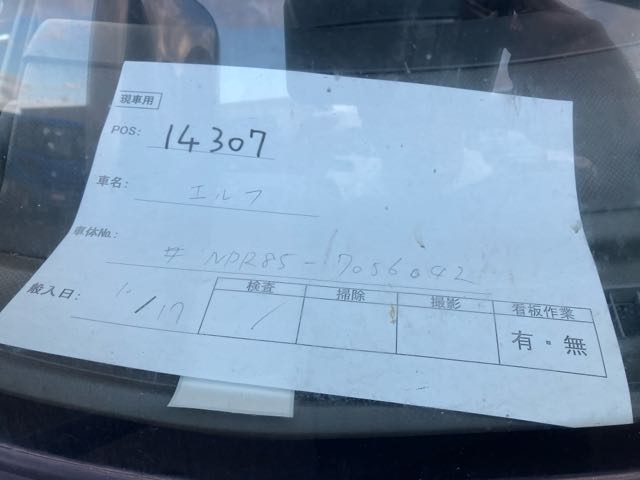 現車用
POS: 14307
車名: エルフ
車体No: # NPR85-7056042
搬入日: 1/17
検査 掃除 撮影 看板作業
有・無